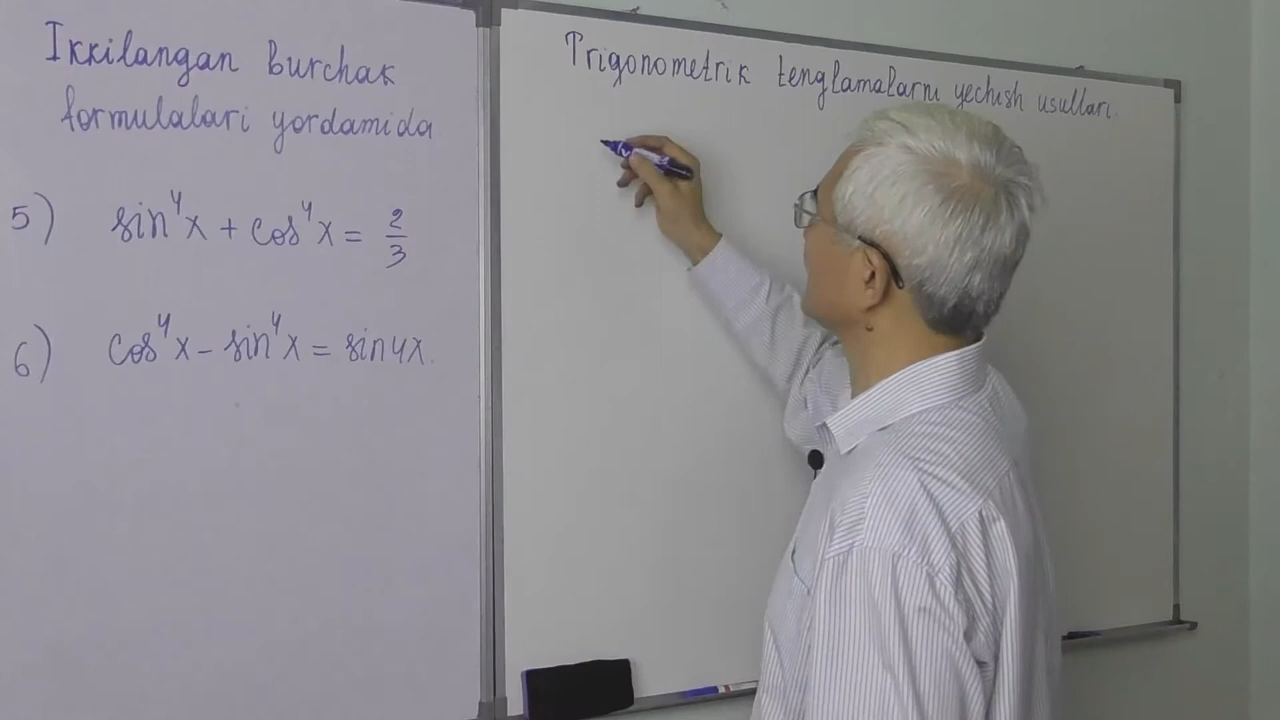 Ikkilangan Burchak
formulalari yordamida
5) sin⁴x + cos⁴x = 2/3
6) cos⁴x - sin⁴x = sin4x.
Trigonometrik tenglamalarni yechish usullari.